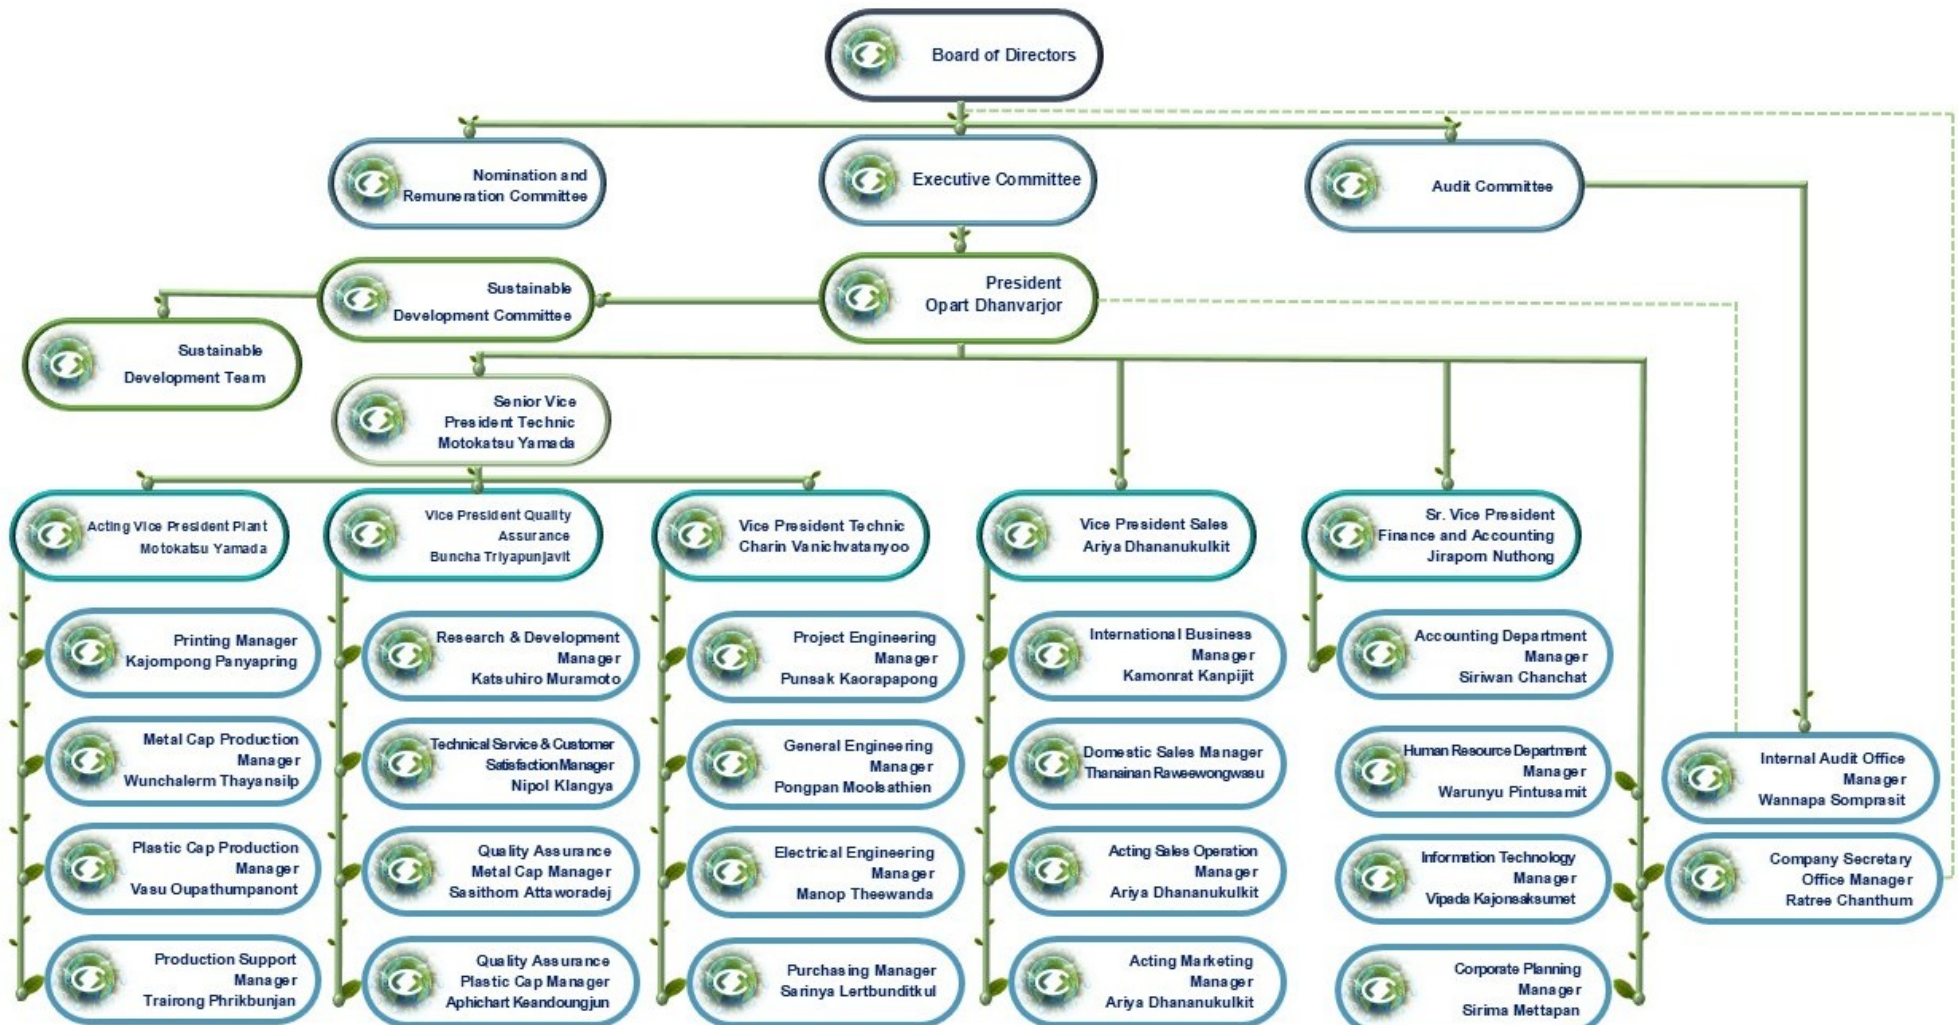 Board of Directors
Nomination and
Remuneration Committee
Executive Committee
Audit Committee
Sustainable
Development Committee
President
Opart Dhanvarjor
Sustainable
Development Team
Senior Vice
President Technic
Motokatsu Yamada
Acting Vice President Plant
Motokatsu Yamada
Vice President Quality
Assurance
Buncha Triyapunjavit
Vice President Technic
Charin Vanichvatanyoo
Vice President Sales
Ariya Dhananukulkit
Sr. Vice President
Finance and Accounting
Jiraporn Nuthong
Printing Manager
Kajornpong Panyapring
Research & Development
Manager
Katsuhiro Muramoto
Project Engineering
Manager
Punsak Kaorapapong
International Business
Manager
Kamonrat Kanpijit
Accounting Department
Manager
Siriwan Chanchat
Metal Cap Production
Manager
Wunchalerm Thayansilp
Technical Service & Customer
Satisfaction Manager
Nipol Klangya
General Engineering
Manager
Pongpan Moolsathien
Domestic Sales Manager
Thanainan Raweewongwasu
Human Resource Department
Manager
Warunyu Pintusamit
Internal Audit Office
Manager
Wannapa Somprasit
Plastic Cap Production
Manager
Vasu Oupathumpanont
Quality Assurance
Metal Cap Manager
Sasithorn Attaworadej
Electrical Engineering
Manager
Manop Theewanda
Acting Sales Operation
Manager
Ariya Dhananukulkit
Information Technology
Manager
Vipada Kajonsaksumet
Company Secretary
Office Manager
Ratree Chanthum
Production Support
Manager
Trairong Phrikbunjan
Quality Assurance
Plastic Cap Manager
Aphichart Keandoungjun
Purchasing Manager
Sarinya Lertbunditkul
Acting Marketing
Manager
Ariya Dhananukulkit
Corporate Planning
Manager
Sirima Mettapan